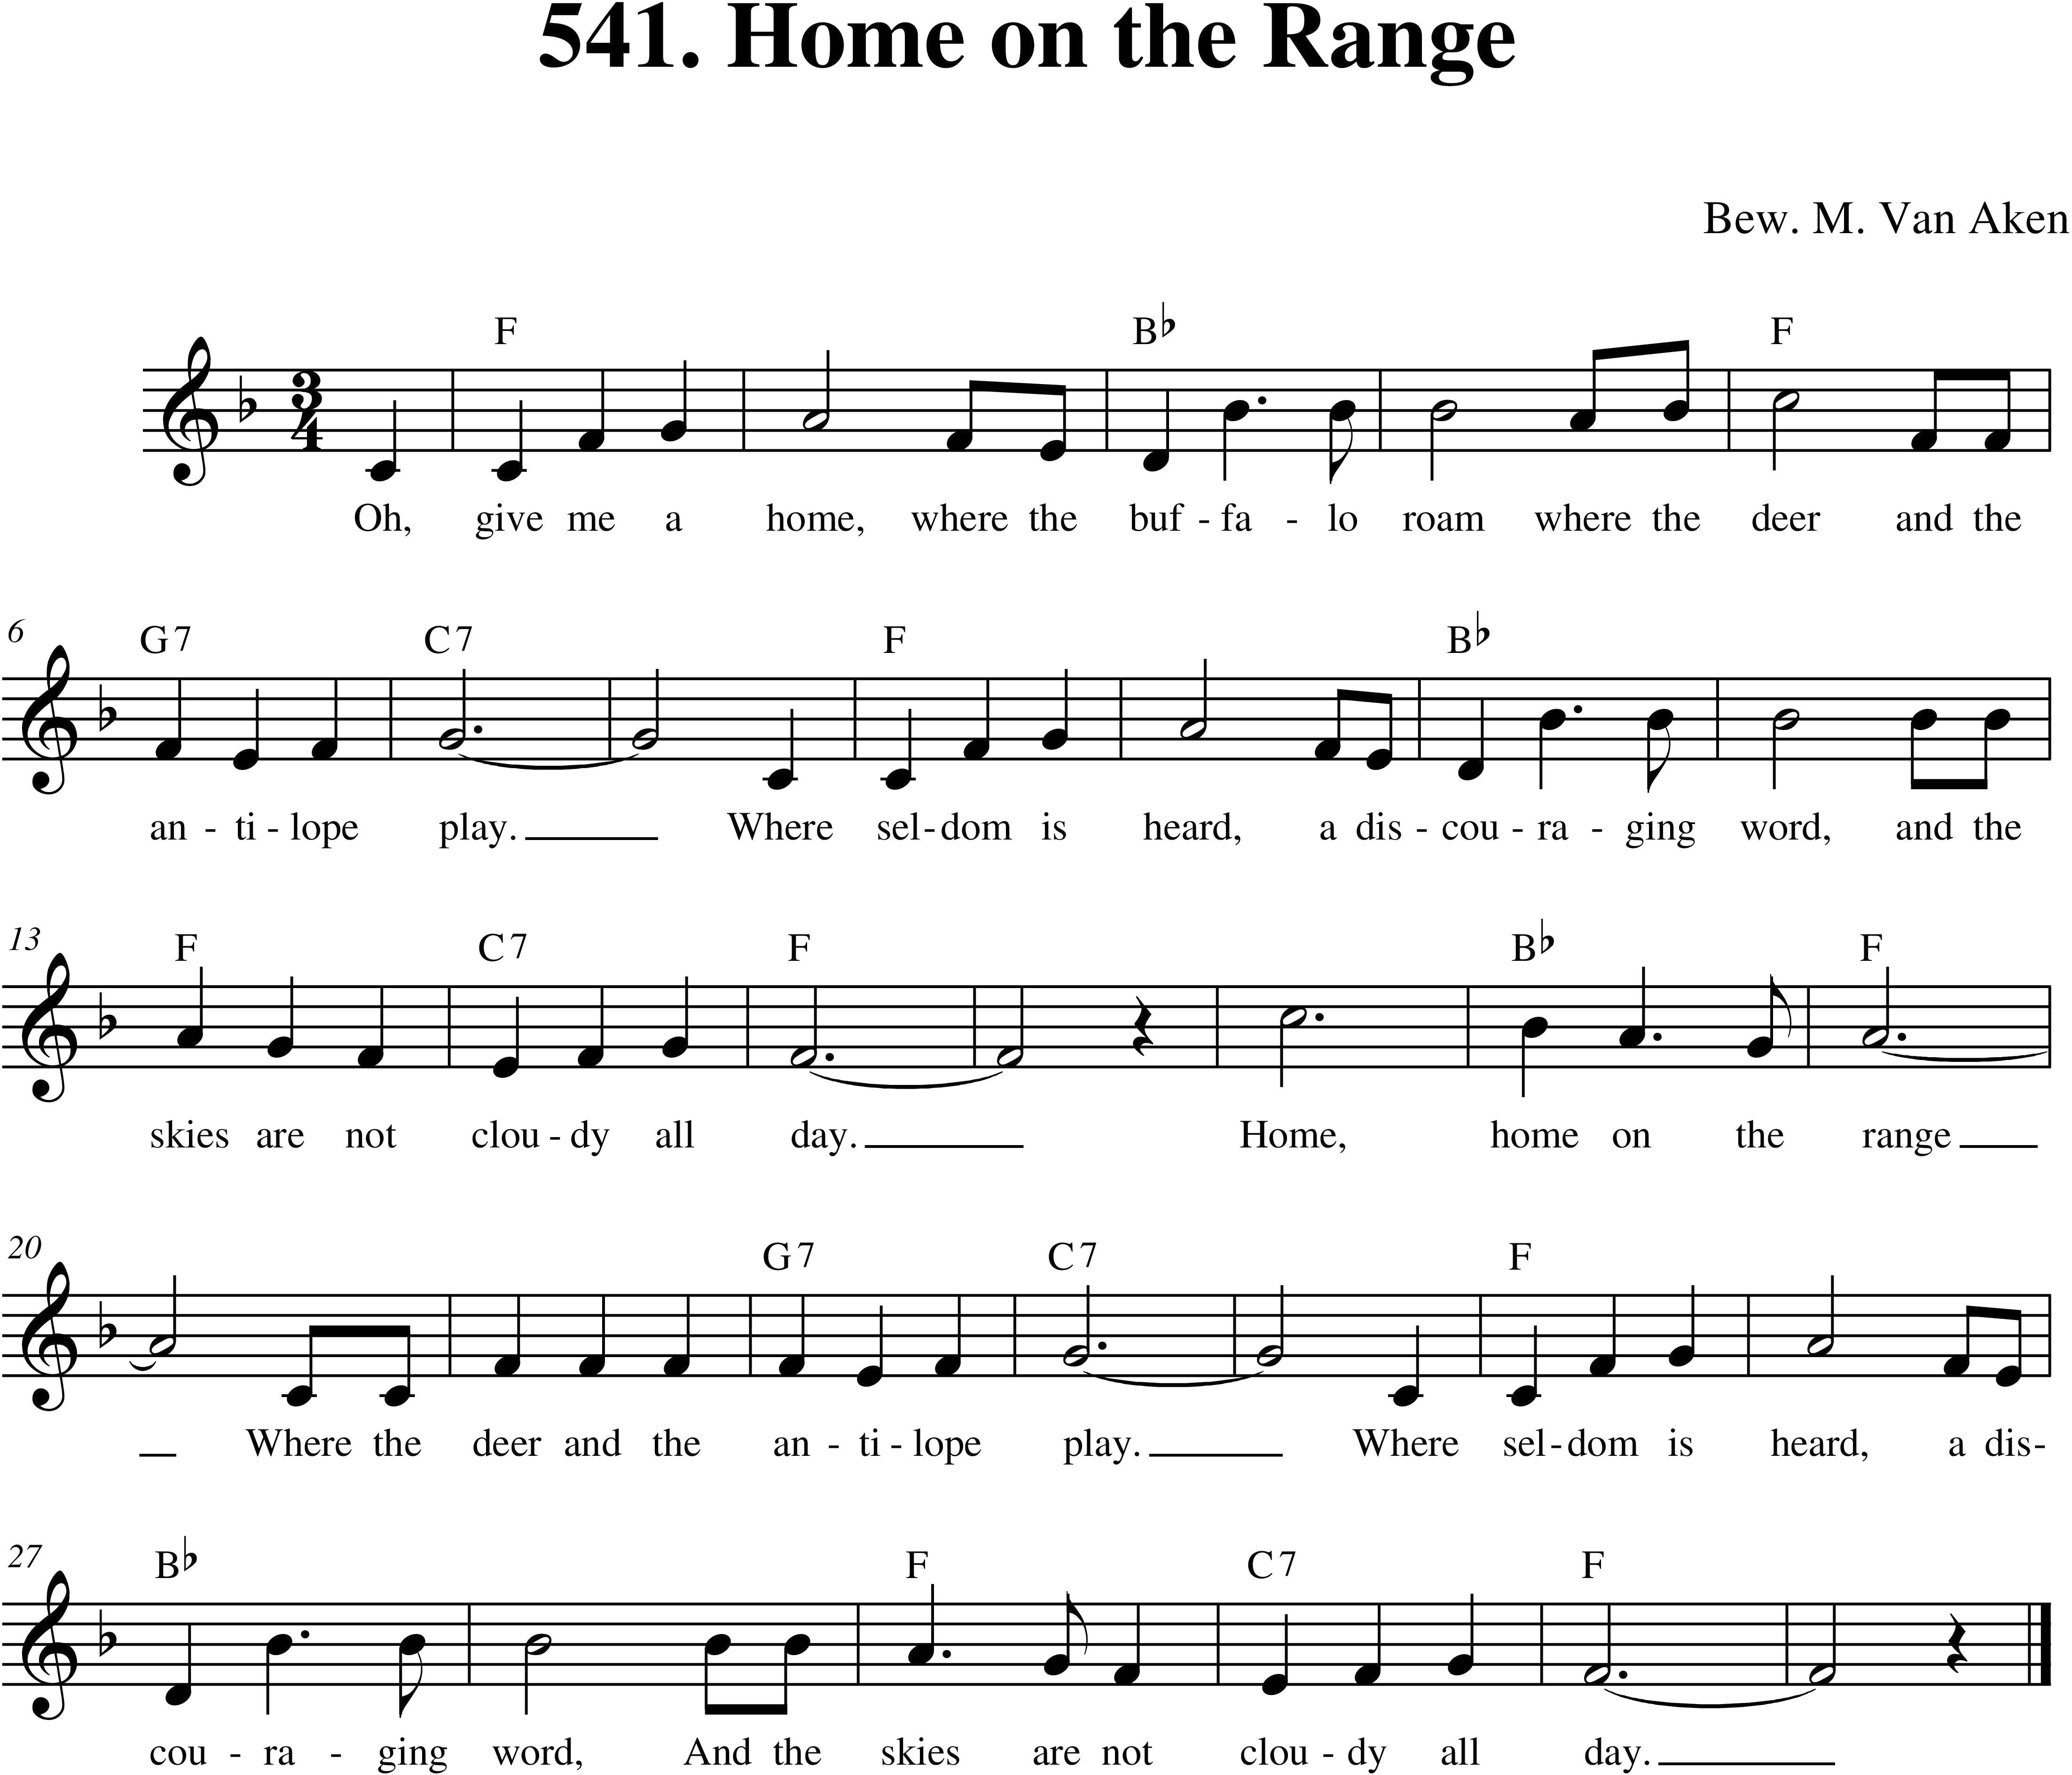 541. Home on the Range
Bew. M. Van Aken
F B♭ F
3
4
Oh, give me a home, where the buf - fa - lo roam where the deer and the
6
G7 C7 F B♭
an - ti - lope play. Where sel - dom is heard, a dis - cou - ra - ging word, and the
13
F C7 F B♭ F
skies are not clou - dy all day. Home, home on the range
20
G7 C7 F
Where the deer and the an - ti - lope play. Where sel - dom is heard, a dis -
27
B♭ F C7 F
cou - ra - ging word, And the skies are not clou - dy all day.